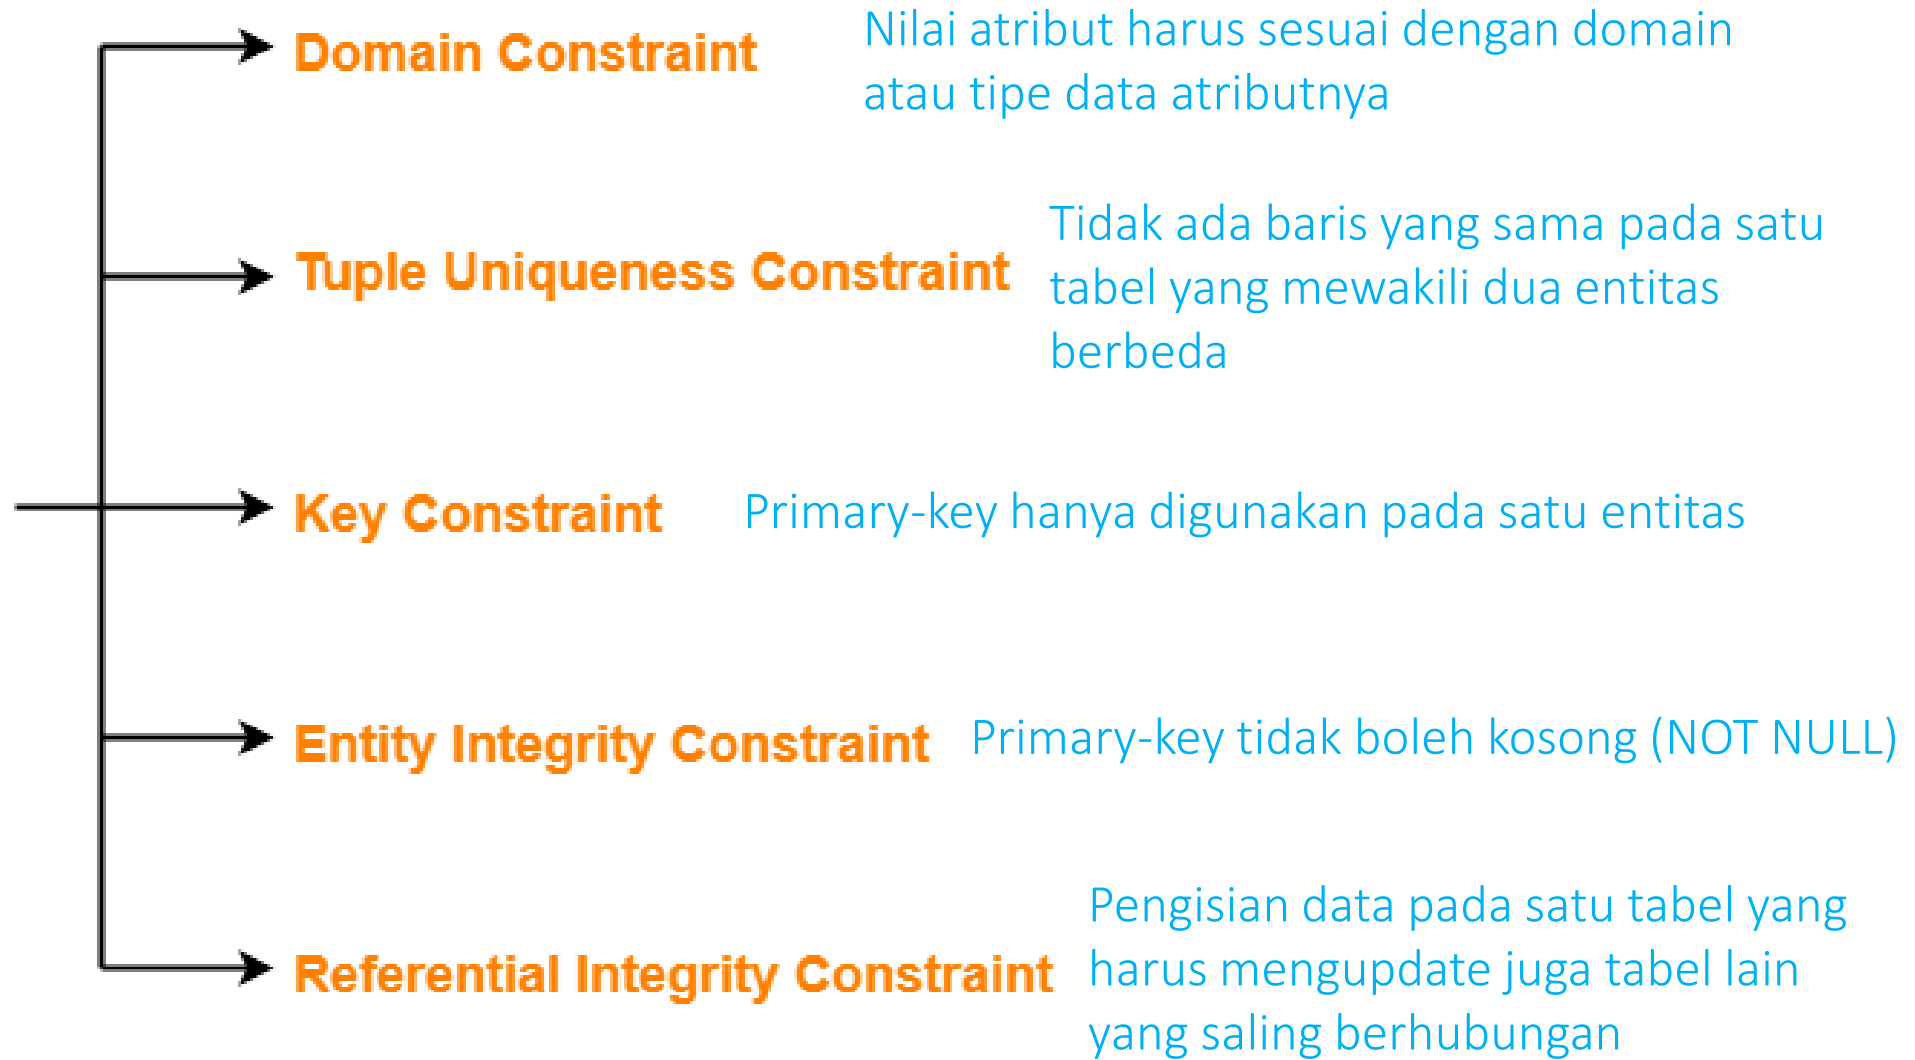 Domain Constraint
Nilai atribut harus sesuai dengan domain
atau tipe data atributnya
Tuple Uniqueness Constraint
Tidak ada baris yang sama pada satu
tabel yang mewakili dua entitas
berbeda
Key Constraint
Primary-key hanya digunakan pada satu entitas
Entity Integrity Constraint
Primary-key tidak boleh kosong (NOT NULL)
Referential Integrity Constraint
Pengisian data pada satu tabel yang
harus mengupdate juga tabel lain
yang saling berhubungan